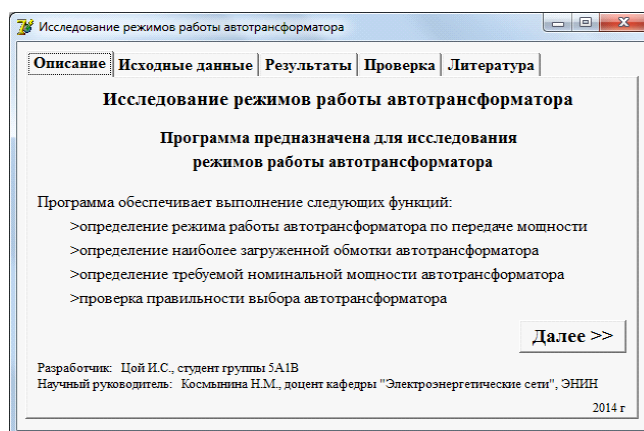 Исследование режимов работы автотрансформатора
Описание Исходные данные Результаты Проверка Литература
Исследование режимов работы автотрансформатора
Программа предназначена для исследования
режимов работы автотрансформатора
Программа обеспечивает выполнение следующих функций:
>определение режима работы автотрансформатора по передаче мощности
>определение наиболее загруженной обмотки автотрансформатора
>определение требуемой номинальной мощности автотрансформатора
>проверка правильности выбора автотрансформатора
Далее >>
Разработчик: Цой И.С., студент группы 5А1В
Научный руководитель: Космынина Н.М., доцент кафедры "Электроэнергетические сети", ЭНИН
2014 г